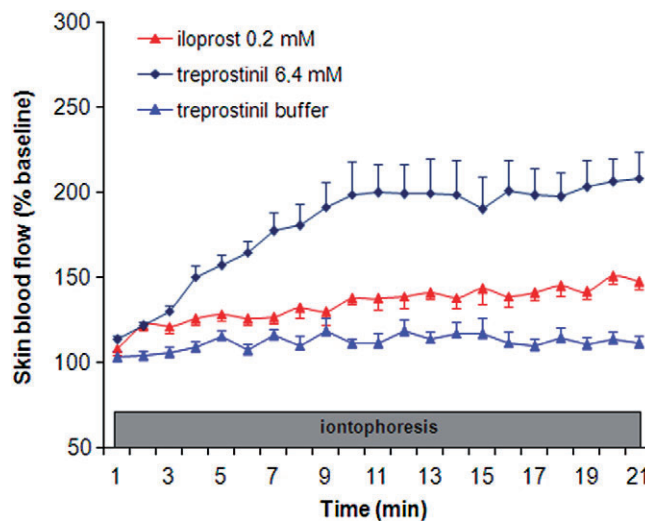 300
250
200
150
100
50
Skin blood flow (% baseline)
iloprost 0.2 mM
treprostinil 6.4 mM
treprostinil buffer
iontophoresis
1 3 5 7 9 11 13 15 17 19 21
Time (min)